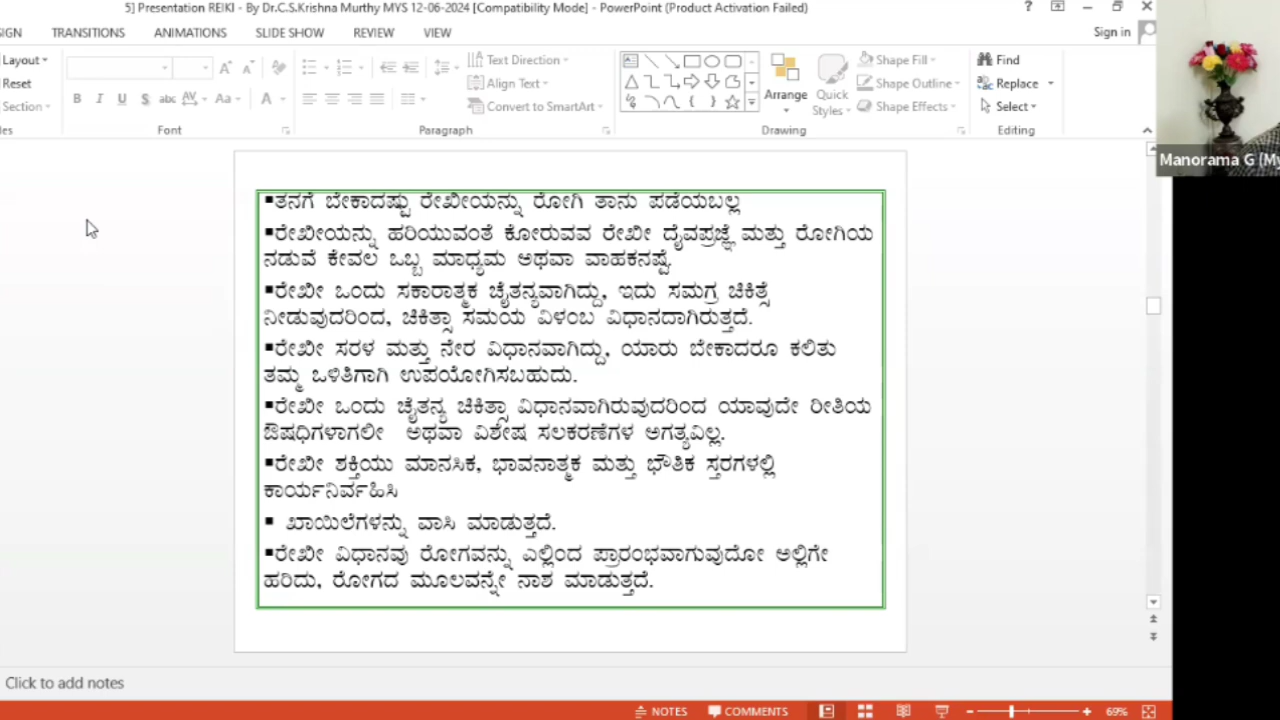 5] Presentation REIKI - By Dr.C.S.Krishna Murthy MYS 12-06-2024 [Compatibility Mode] - PowerPoint (Product Activation Failed)
SIGN TRANSITIONS ANIMATIONS SLIDE SHOW REVIEW VIEW Sign in
Layout Text Direction Shape Fill Find
Reset Align Text Arrange Quick Styles Shape Outline Replace
Section Convert to SmartArt Shape Effects Select
Font Paragraph Drawing Editing
Manorama G (My
▪ತನಗೆ ಬೇಕಾದಷ್ಟು ರೇಖೀಯನ್ನು ರೋಗಿ ತಾನು ಪಡೆಯಬಲ್ಲ
▪ರೇಖೀಯನ್ನು ಹರಿಯುವಂತೆ ಕೋರುವವ ರೇಖೀ ದೈವಪ್ರಜ್ಞೆ ಮತ್ತು ರೋಗಿಯ
ನಡುವೆ ಕೇವಲ ಒಬ್ಬ ಮಾಧ್ಯಮ ಅಥವಾ ವಾಹಕನಷ್ಟೆ.
▪ರೇಖೀ ಒಂದು ಸಕಾರಾತ್ಮಕ ಚೈತನ್ಯವಾಗಿದ್ದು, ಇದು ಸಮಗ್ರ ಚಿಕಿತ್ಸೆ
ನೀಡುವುದರಿಂದ, ಚಿಕಿತ್ಸಾ ಸಮಯ ವಿಳಂಬ ವಿಧಾನದಾಗಿರುತ್ತದೆ.
▪ರೇಖೀ ಸರಳ ಮತ್ತು ನೇರ ವಿಧಾನವಾಗಿದ್ದು, ಯಾರು ಬೇಕಾದರೂ ಕಲಿತು
ತಮ್ಮ ಒಳಿತಿಗಾಗಿ ಉಪಯೋಗಿಸಬಹುದು.
▪ರೇಖೀ ಒಂದು ಚೈತನ್ಯ ಚಿಕಿತ್ಸಾ ವಿಧಾನವಾಗಿರುವುದರಿಂದ ಯಾವುದೇ ರೀತಿಯ
ಔಷಧಿಗಳಾಗಲೀ ಅಥವಾ ವಿಶೇಷ ಸಲಕರಣೆಗಳ ಅಗತ್ಯವಿಲ್ಲ.
▪ರೇಖೀ ಶಕ್ತಿಯು ಮಾನಸಿಕ, ಭಾವನಾತ್ಮಕ ಮತ್ತು ಭೌತಿಕ ಸ್ತರಗಳಲ್ಲಿ
ಕಾರ್ಯನಿರ್ವಹಿಸಿ
▪ ಖಾಯಿಲೆಗಳನ್ನು ವಾಸಿ ಮಾಡುತ್ತದೆ.
▪ರೇಖೀ ವಿಧಾನವು ರೋಗವನ್ನು ಎಲ್ಲಿಂದ ಪ್ರಾರಂಭವಾಗುವುದೋ ಅಲ್ಲಿಗೇ
ಹರಿದು, ರೋಗದ ಮೂಲವನ್ನೇ ನಾಶ ಮಾಡುತ್ತದೆ.
Click to add notes
NOTES COMMENTS 69%